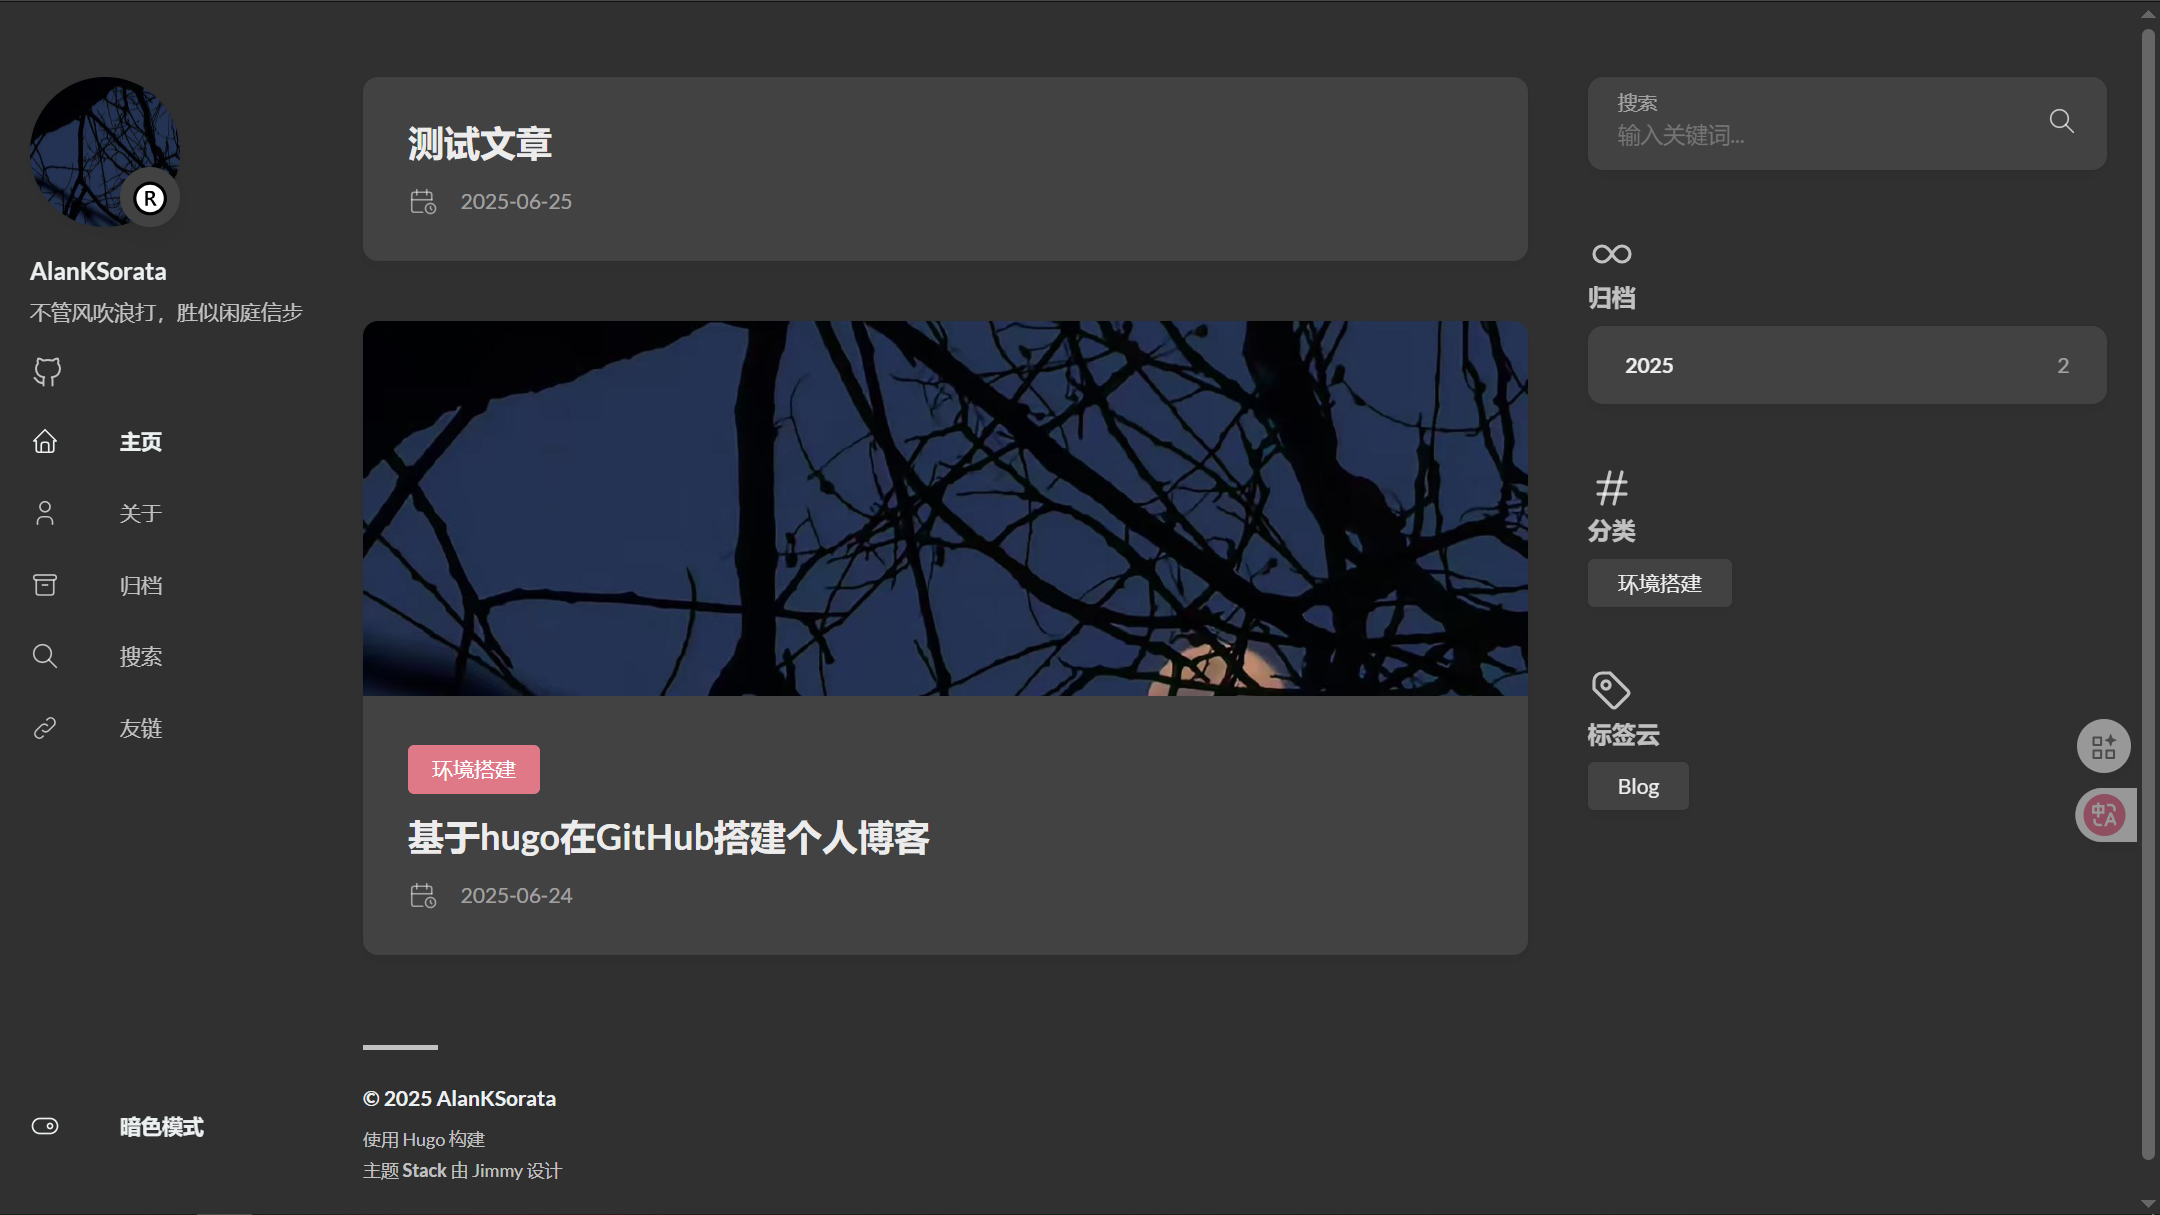 R
AlanKSorata
不管风吹浪打，胜似闲庭信步
主页
关于
归档
搜索
友链
暗色模式
测试文章
2025-06-25
环境搭建
基于hugo在GitHub搭建个人博客
2025-06-24
© 2025 AlanKSorata
使用 Hugo 构建
主题 Stack 由 Jimmy 设计
搜索
输入关键词...
归档
2025 2
分类
环境搭建
标签云
Blog
中A